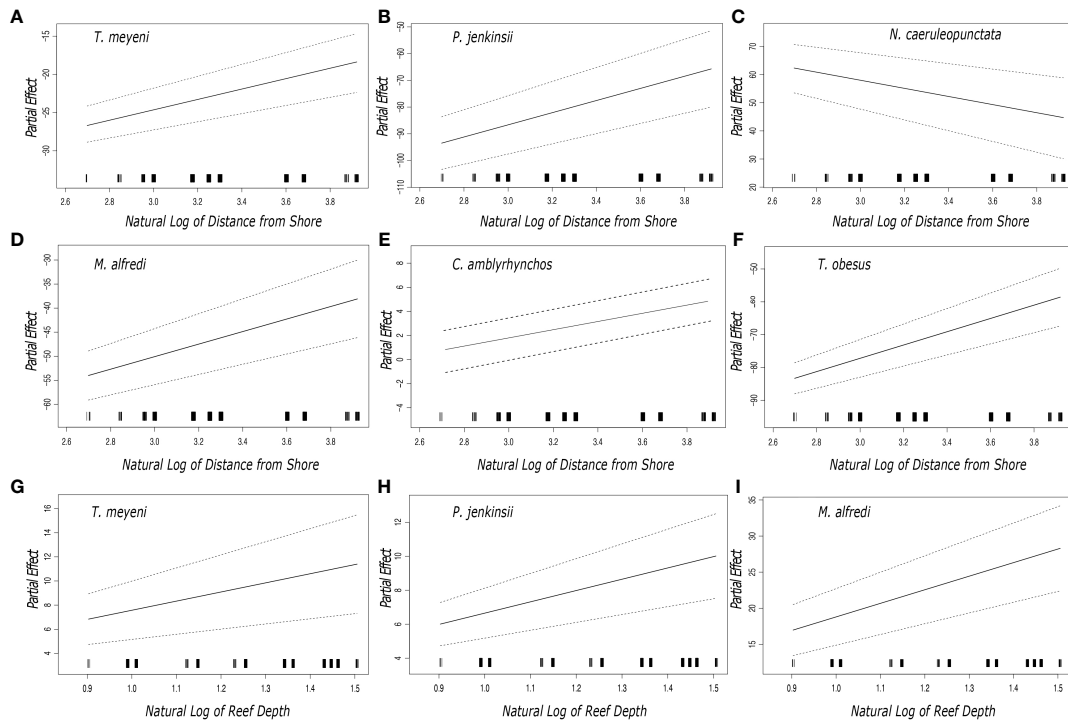 A
T. meyeni
Partial Effect
-15
-20
-25
-30
2.6 2.8 3.0 3.2 3.4 3.6 3.8
Natural Log of Distance from Shore
B
P. jenkinsii
Partial Effect
-50
-60
-70
-80
-90
-100
-110
2.6 2.8 3.0 3.2 3.4 3.6 3.8
Natural Log of Distance from Shore
C
N. caeruleopunctata
Partial Effect
70
60
50
40
30
20
2.6 2.8 3.0 3.2 3.4 3.6 3.8
Natural Log of Distance from Shore
D
M. alfredi
Partial Effect
-30
-35
-40
-45
-50
-55
-60
2.6 2.8 3.0 3.2 3.4 3.6 3.8
Natural Log of Distance from Shore
E
C. amblyrhynchos
Partial Effect
8
6
4
2
0
-2
-4
2.6 2.8 3.0 3.2 3.4 3.6 3.8
Natural Log of Distance from Shore
F
T. obesus
Partial Effect
-50
-60
-70
-80
-90
2.6 2.8 3.0 3.2 3.4 3.6 3.8
Natural Log of Distance from Shore
G
T. meyeni
Partial Effect
16
14
12
10
8
6
4
0.9 1.0 1.1 1.2 1.3 1.4 1.5
Natural Log of Reef Depth
H
P. jenkinsii
Partial Effect
12
10
8
6
4
0.9 1.0 1.1 1.2 1.3 1.4 1.5
Natural Log of Reef Depth
I
M. alfredi
Partial Effect
35
30
25
20
15
0.9 1.0 1.1 1.2 1.3 1.4 1.5
Natural Log of Reef Depth